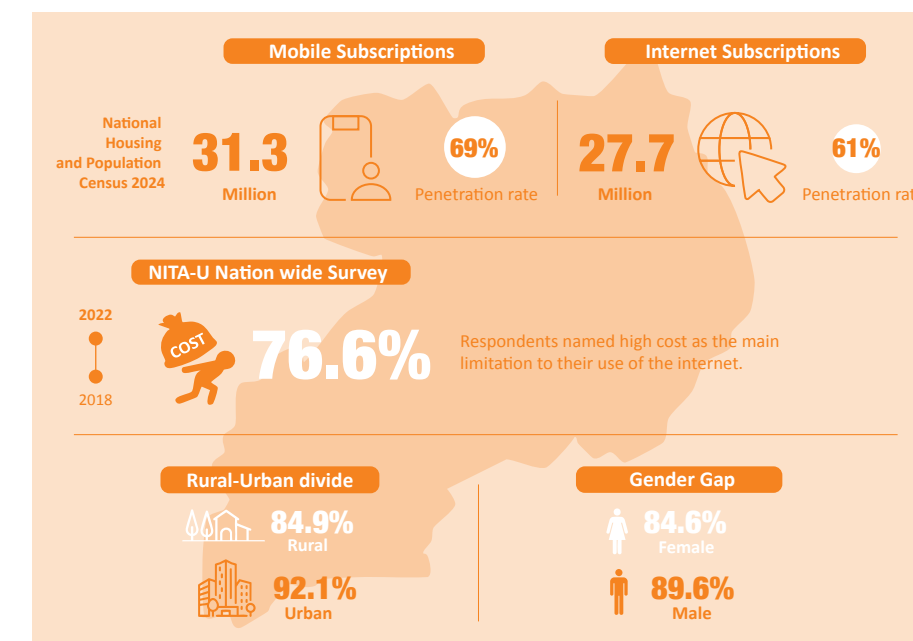 Mobile Subscriptions
Internet Subscriptions
National
Housing
and Population
Census 2024
31.3
Million
69%
Penetration rate
27.7
Million
61%
Penetration rat
NITA-U Nation wide Survey
2022
2018
COST
76.6%
Respondents named high cost as the main
limitation to their use of the internet.
Rural-Urban divide
84.9%
Rural
92.1%
Urban
Gender Gap
84.6%
Female
89.6%
Male